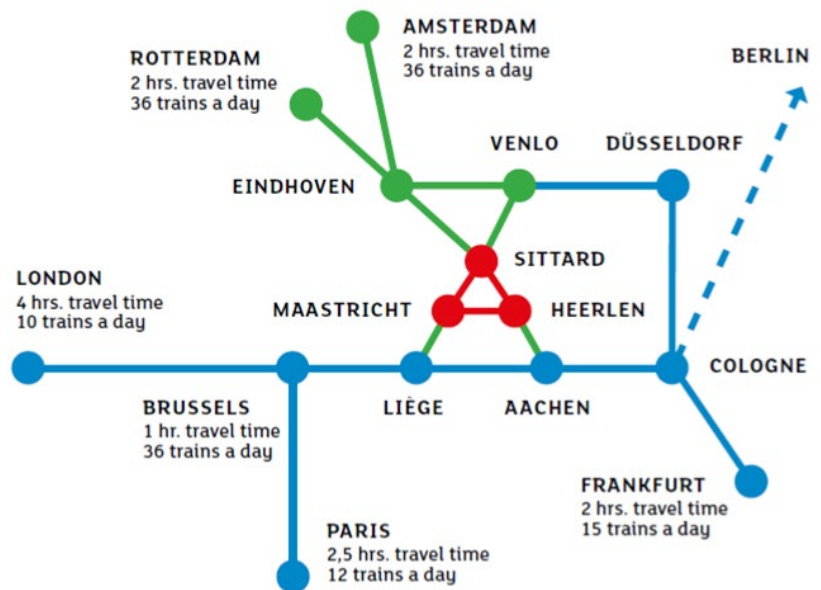 AMSTERDAM
2 hrs. travel time
36 trains a day
ROTTERDAM
2 hrs. travel time
36 trains a day
BERLIN
VENLO
DÜSSELDORF
EINDHOVEN
SITTARD
LONDON
4 hrs. travel time
10 trains a day
MAASTRICHT
HEERLEN
COLOGNE
BRUSSELS
1 hr. travel time
36 trains a day
LIÈGE
AACHEN
FRANKFURT
2 hrs. travel time
15 trains a day
PARIS
2,5 hrs. travel time
12 trains a day